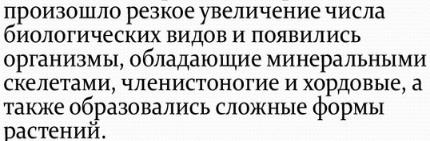 произошло резкое увеличение числа
биологических видов и появились
организмы, обладающие минеральными
скелетами, членистоногие и хордовые, а
также образовались сложные формы
растений.